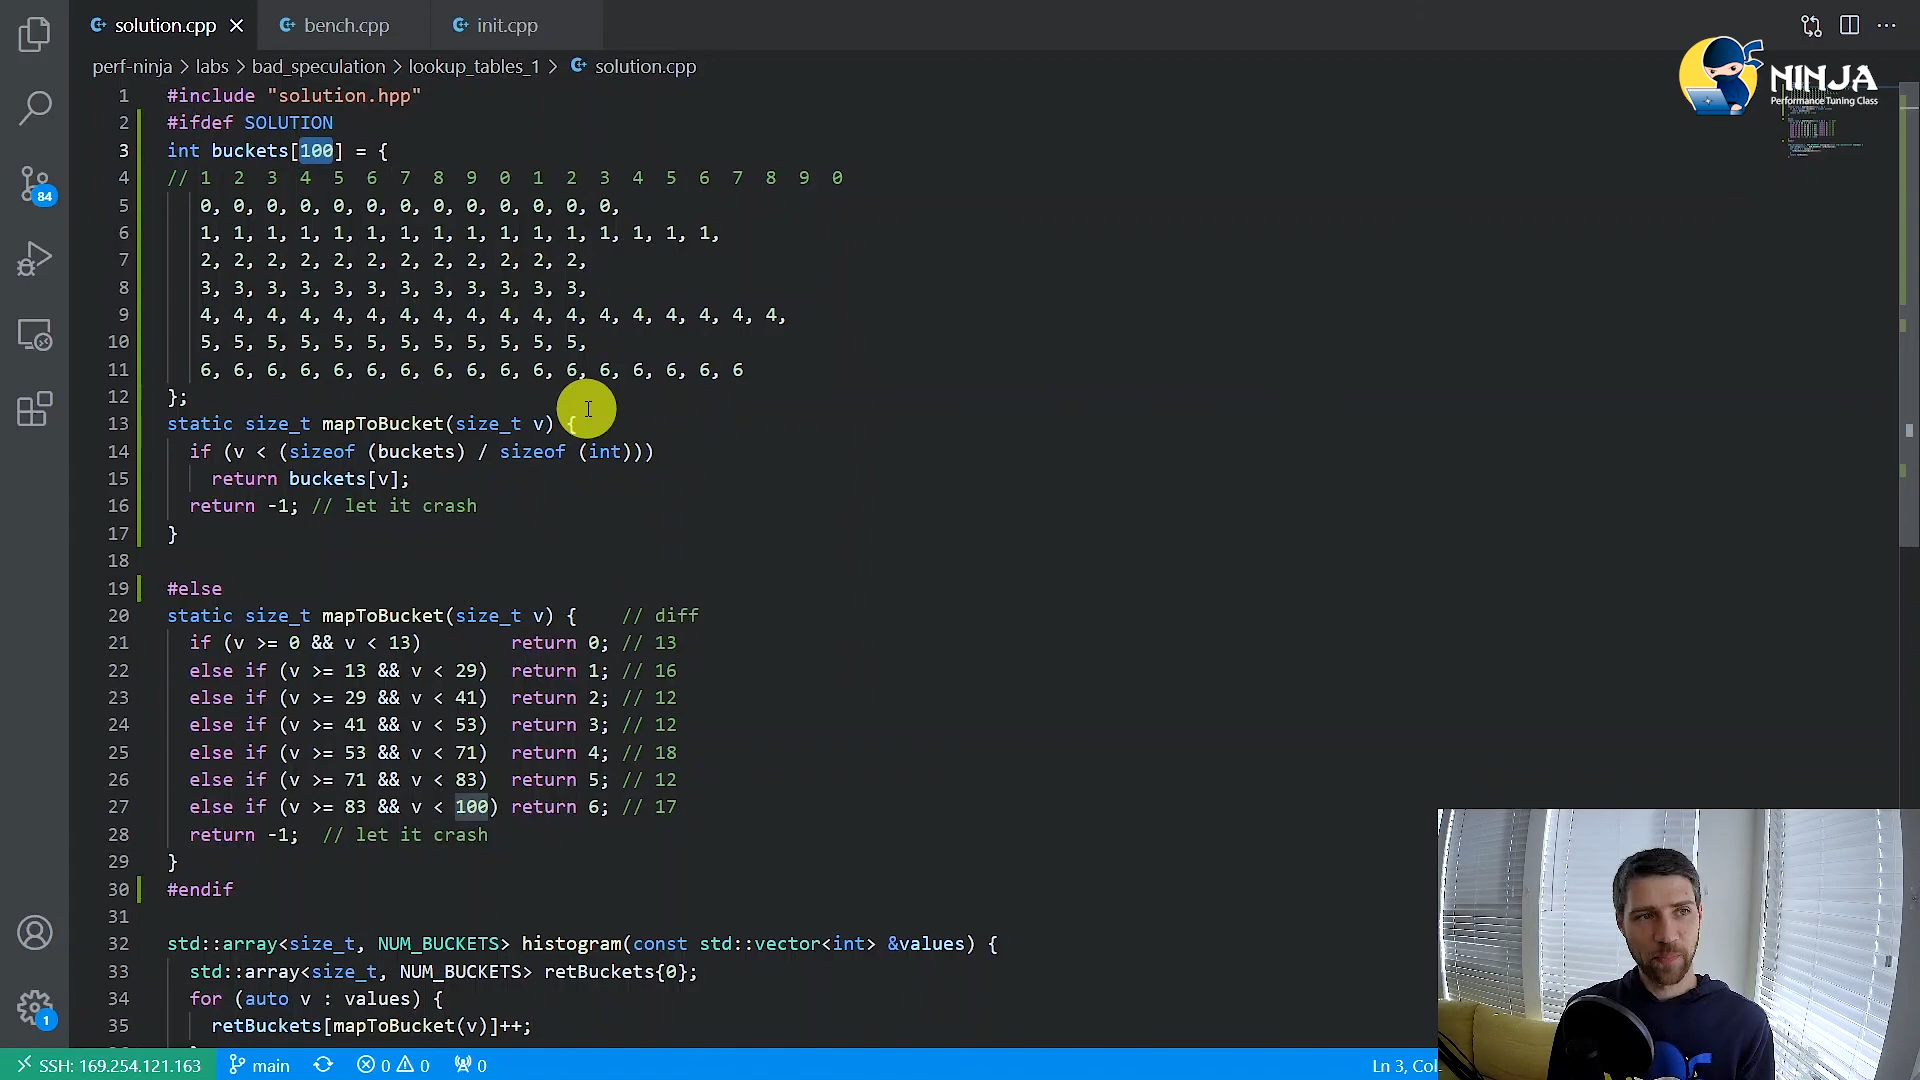 solution.cpp
bench.cpp
init.cpp
perf-ninja > labs > bad_speculation > lookup_tables_1 > solution.cpp
NINJA
Performance Tuning Class
1 #include "solution.hpp"
2 #ifdef SOLUTION
3 int buckets[100] = {
4 // 1 2 3 4 5 6 7 8 9 0 1 2 3 4 5 6 7 8 9 0
5 0, 0, 0, 0, 0, 0, 0, 0, 0, 0, 0, 0, 0,
6 1, 1, 1, 1, 1, 1, 1, 1, 1, 1, 1, 1, 1, 1, 1, 1,
7 2, 2, 2, 2, 2, 2, 2, 2, 2, 2, 2, 2,
8 3, 3, 3, 3, 3, 3, 3, 3, 3, 3, 3, 3,
9 4, 4, 4, 4, 4, 4, 4, 4, 4, 4, 4, 4, 4, 4, 4, 4, 4, 4,
10 5, 5, 5, 5, 5, 5, 5, 5, 5, 5, 5, 5,
11 6, 6, 6, 6, 6, 6, 6, 6, 6, 6, 6, 6, 6, 6, 6, 6, 6
12 };
13 static size_t mapToBucket(size_t v) {
14 if (v < (sizeof (buckets) / sizeof (int)))
15 return buckets[v];
16 return -1; // let it crash
17 }
18
19 #else
20 static size_t mapToBucket(size_t v) { // diff
21 if (v >= 0 && v < 13) return 0; // 13
22 else if (v >= 13 && v < 29) return 1; // 16
23 else if (v >= 29 && v < 41) return 2; // 12
24 else if (v >= 41 && v < 53) return 3; // 12
25 else if (v >= 53 && v < 71) return 4; // 18
26 else if (v >= 71 && v < 83) return 5; // 12
27 else if (v >= 83 && v < 100) return 6; // 17
28 return -1; // let it crash
29 }
30 #endif
31
32 std::array<size_t, NUM_BUCKETS> histogram(const std::vector<int> &values) {
33 std::array<size_t, NUM_BUCKETS> retBuckets{0};
34 for (auto v : values) {
35 retBuckets[mapToBucket(v)]++;
84
1
SSH: 169.254.121.163 main 0 0 0 Ln 3, Col